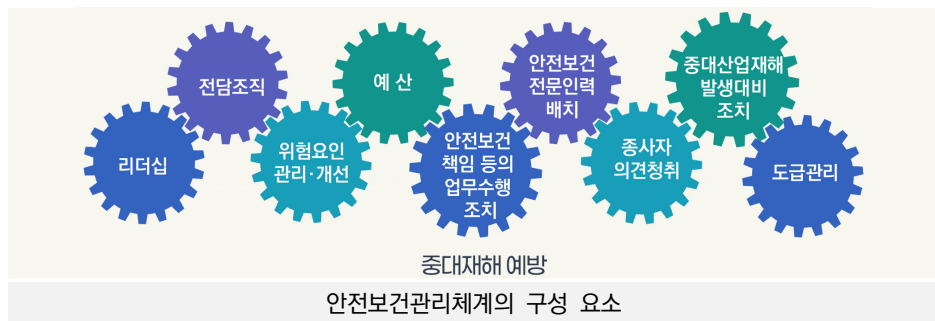 리더십
전담조직
위험요인
관리·개선
예 산
안전보건
책임 등의
업무수행
조치
안전보건
전문인력
배치
종사자
의견청취
중대산업재해
발생대비
조치
도급관리
중대재해 예방
안전보건관리체계의 구성 요소